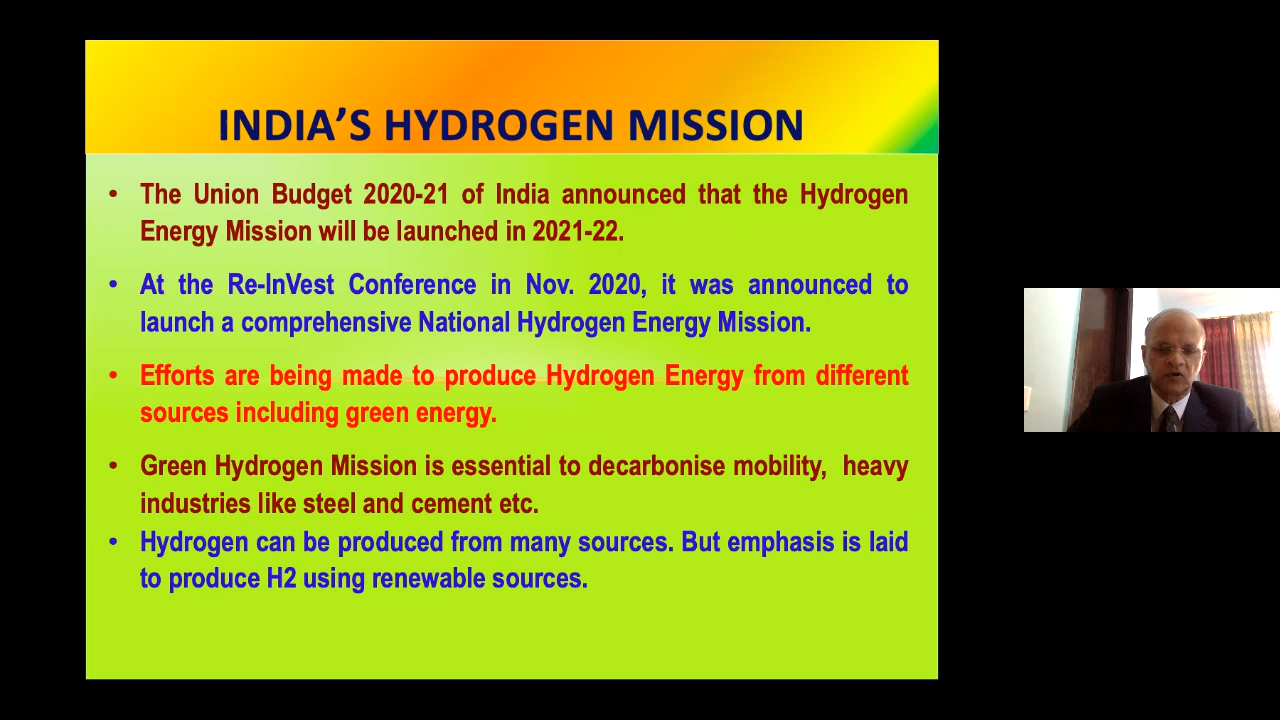 INDIA'S HYDROGEN MISSION
• The Union Budget 2020-21 of India announced that the Hydrogen
Energy Mission will be launched in 2021-22.
• At the Re-InVest Conference in Nov. 2020, it was announced to
launch a comprehensive National Hydrogen Energy Mission.
• Efforts are being made to produce Hydrogen Energy from different
sources including green energy.
• Green Hydrogen Mission is essential to decarbonise mobility, heavy
industries like steel and cement etc.
• Hydrogen can be produced from many sources. But emphasis is laid
to produce H2 using renewable sources.